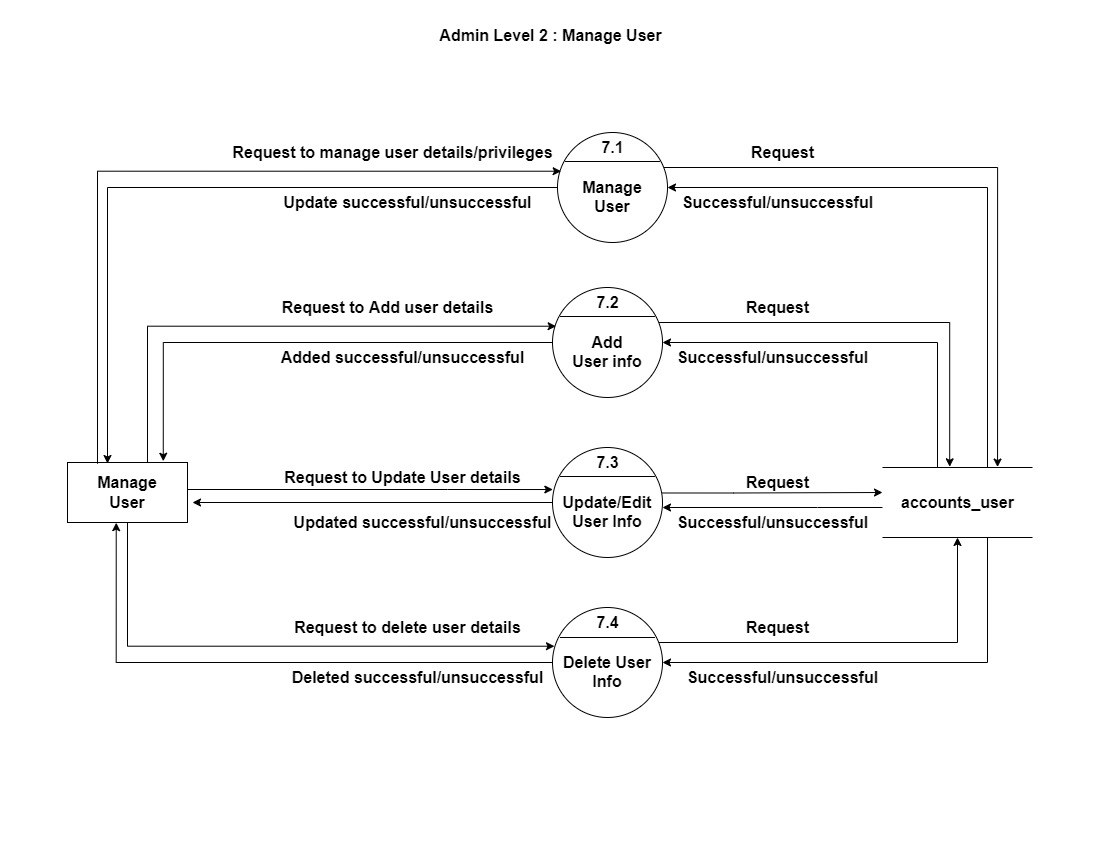 Admin Level 2 : Manage User
Request to manage user details/privileges
7.1
Request
Manage
User
Update successful/unsuccessful
Successful/unsuccessful
Request to Add user details
7.2
Request
Add
User info
Added successful/unsuccessful
Successful/unsuccessful
Manage
User
Request to Update User details
7.3
Request
Update/Edit
User Info
accounts_user
Updated successful/unsuccessful
Successful/unsuccessful
Request to delete user details
7.4
Request
Delete User
Info
Deleted successful/unsuccessful
Successful/unsuccessful